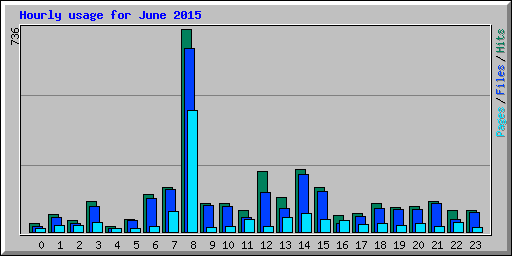 Hourly usage for June 2015
736
Pages/Files/Hits
0 1 2 3 4 5 6 7 8 9 10 11 12 13 14 15 16 17 18 19 20 21 22 23